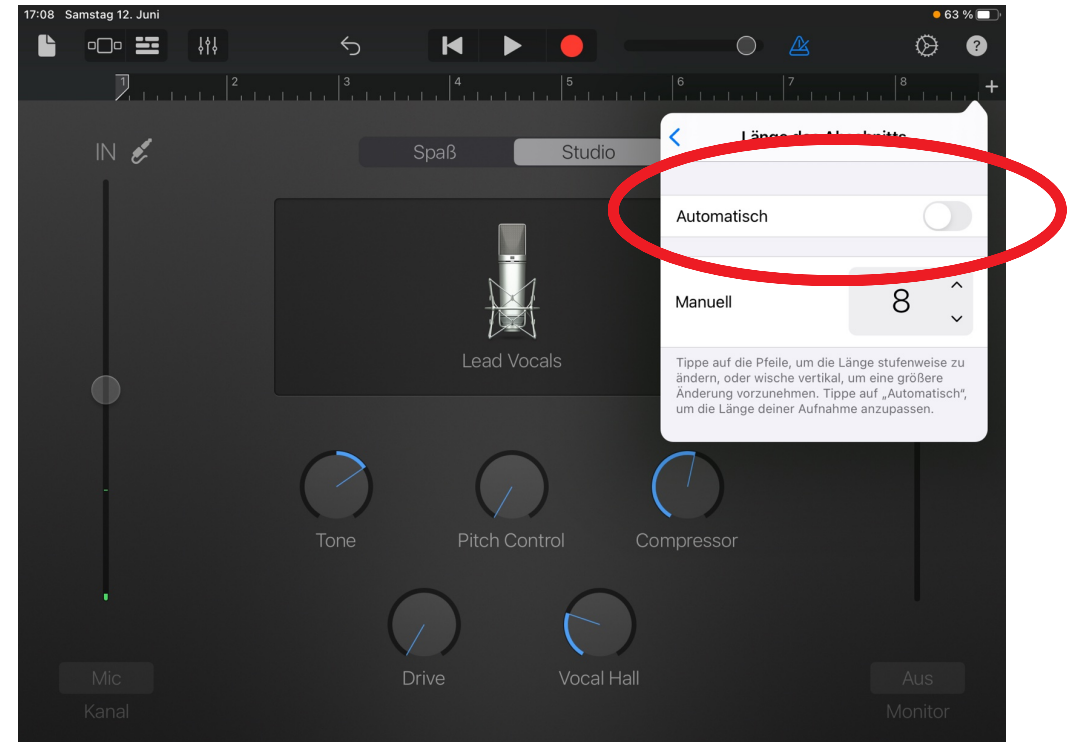 17:08 Samstag 12. Juni
63 %
?
1 2 3 4 5 6 7 8 +
Länge des Abschnitts
IN
Spaß Studio
Automatisch
Manuell 8
Lead Vocals
Tippe auf die Pfeile, um die Länge stufenweise zu
ändern, oder wische vertikal, um eine größere
Änderung vorzunehmen. Tippe auf „Automatisch“,
um die Länge deiner Aufnahme anzupassen.
Tone Pitch Control Compressor
Drive Vocal Hall
Mic Aus
Kanal Monitor